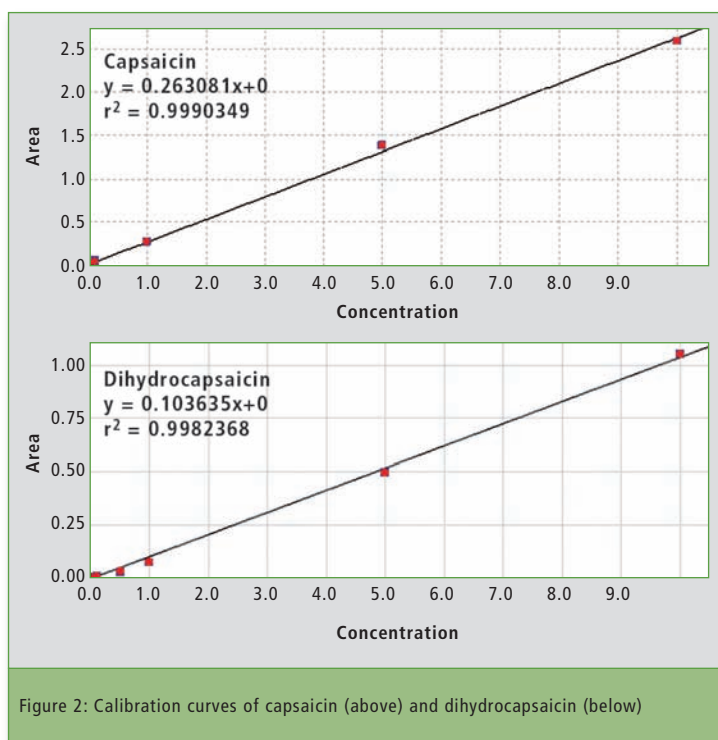 2.5
2.0
1.5
1.0
0.5
0.0
Area
Capsaicin
y = 0.263081x+0
r² = 0.9990349
0.0 1.0 2.0 3.0 4.0 5.0 6.0 7.0 8.0 9.0
Concentration
1.00
0.75
0.50
0.25
0.00
Area
Dihydrocapsaicin
y = 0.103635x+0
r² = 0.9982368
0.0 1.0 2.0 3.0 4.0 5.0 6.0 7.0 8.0 9.0
Concentration
Figure 2: Calibration curves of capsaicin (above) and dihydrocapsaicin (below)